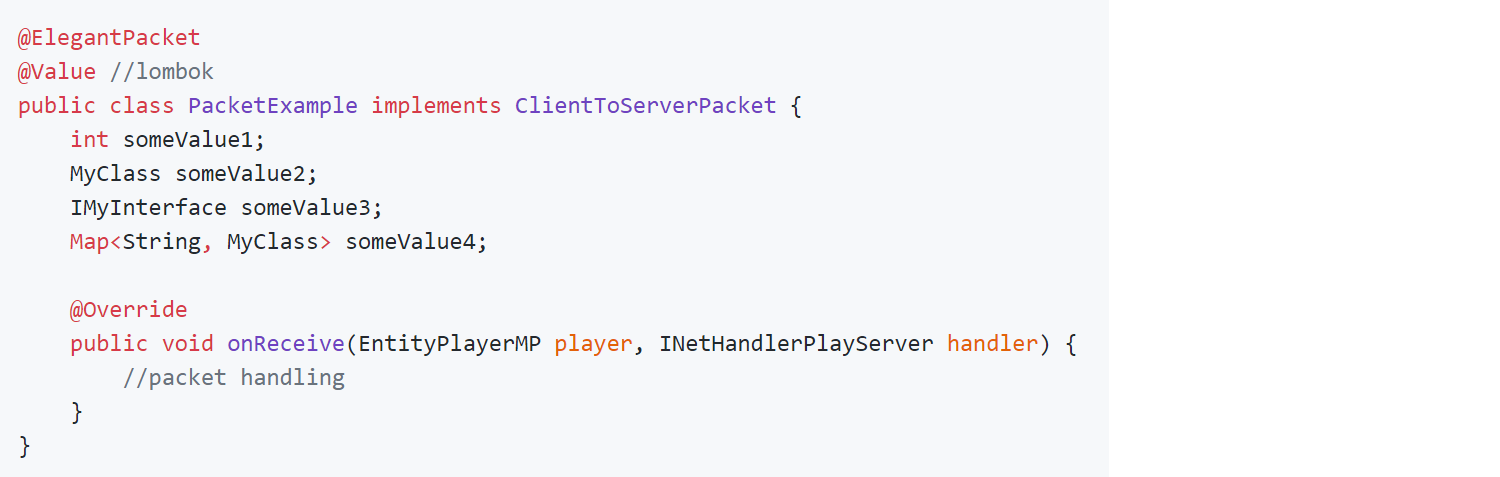 @ElegantPacket
@Value //lombok
public class PacketExample implements ClientToServerPacket {
    int someValue1;
    MyClass someValue2;
    IMyInterface someValue3;
    Map<String, MyClass> someValue4;

    @Override
    public void onReceive(EntityPlayerMP player, INetHandlerPlayServer handler) {
        //packet handling
    }
}